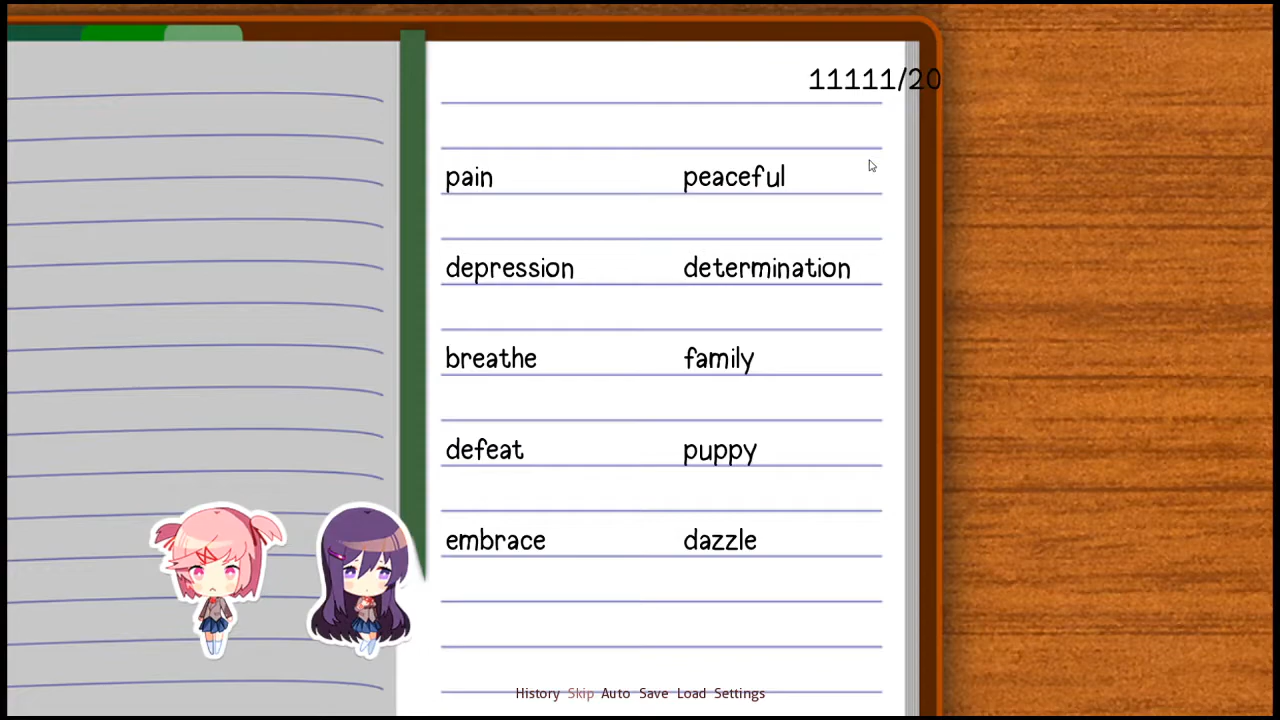 11111/20
pain peaceful
depression determination
breathe family
defeat puppy
embrace dazzle
History Skip Auto Save Load Settings